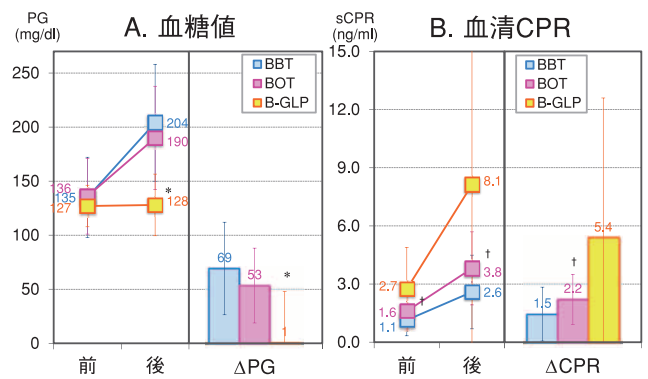 PG
(mg/dl)
A. 血糖値
300
250
200
150
100
50
0
BBT
BOT
B-GLP
136
135
127
204
190
*
128
69
53
*
1
前
後
ΔPG
sCPR
(ng/ml)
B. 血清CPR
15.0
12.0
9.0
6.0
3.0
0.0
BBT
BOT
B-GLP
8.1
2.7
†
3.8
†
1.6
2.6
1.1
5.4
†
2.2
1.5
前
後
ΔCPR